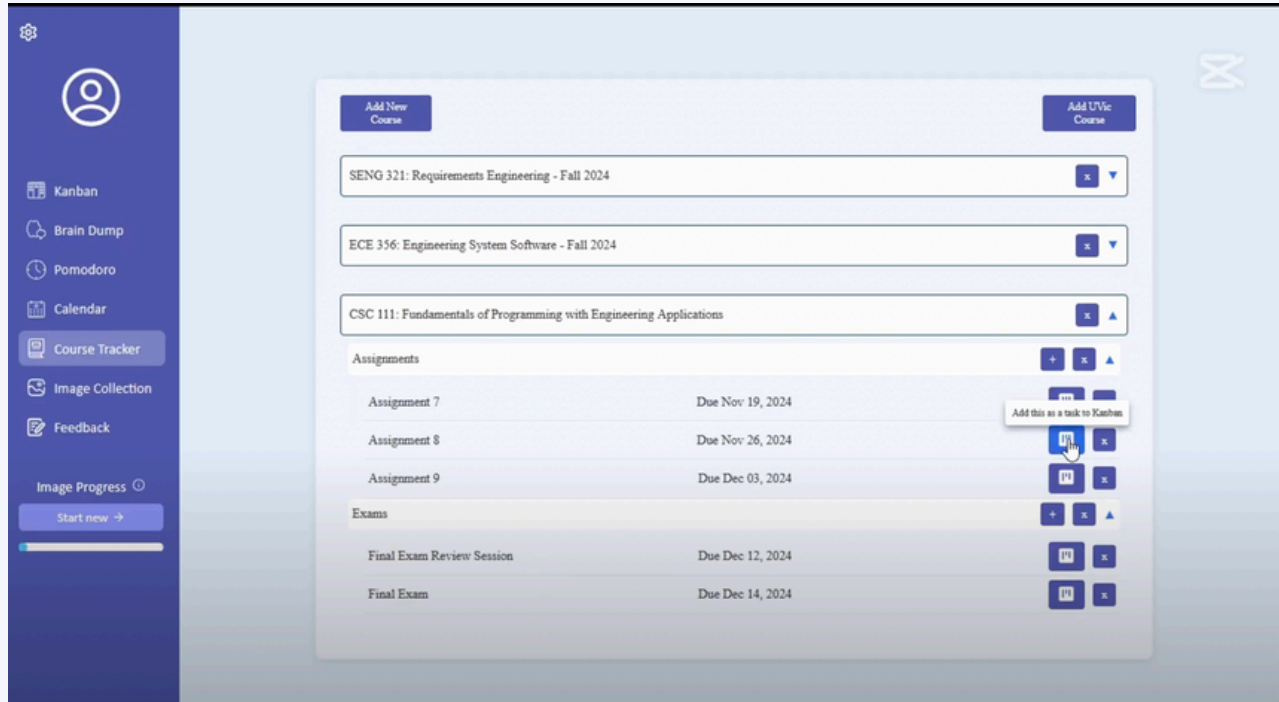 Add New
Course
Add UVic
Course
Kanban
Brain Dump
Pomodoro
Calendar
Course Tracker
Image Collection
Feedback
Image Progress
Start new →
SENG 321: Requirements Engineering - Fall 2024 x
ECE 356: Engineering System Software - Fall 2024 x
CSC 111: Fundamentals of Programming with Engineering Applications x
Assignments + x
Assignment 7 Due Nov 19, 2024
Add this as a task to Kanban
Assignment 8 Due Nov 26, 2024 x
Assignment 9 Due Dec 03, 2024 x
Exams + x
Final Exam Review Session Due Dec 12, 2024 x
Final Exam Due Dec 14, 2024 x